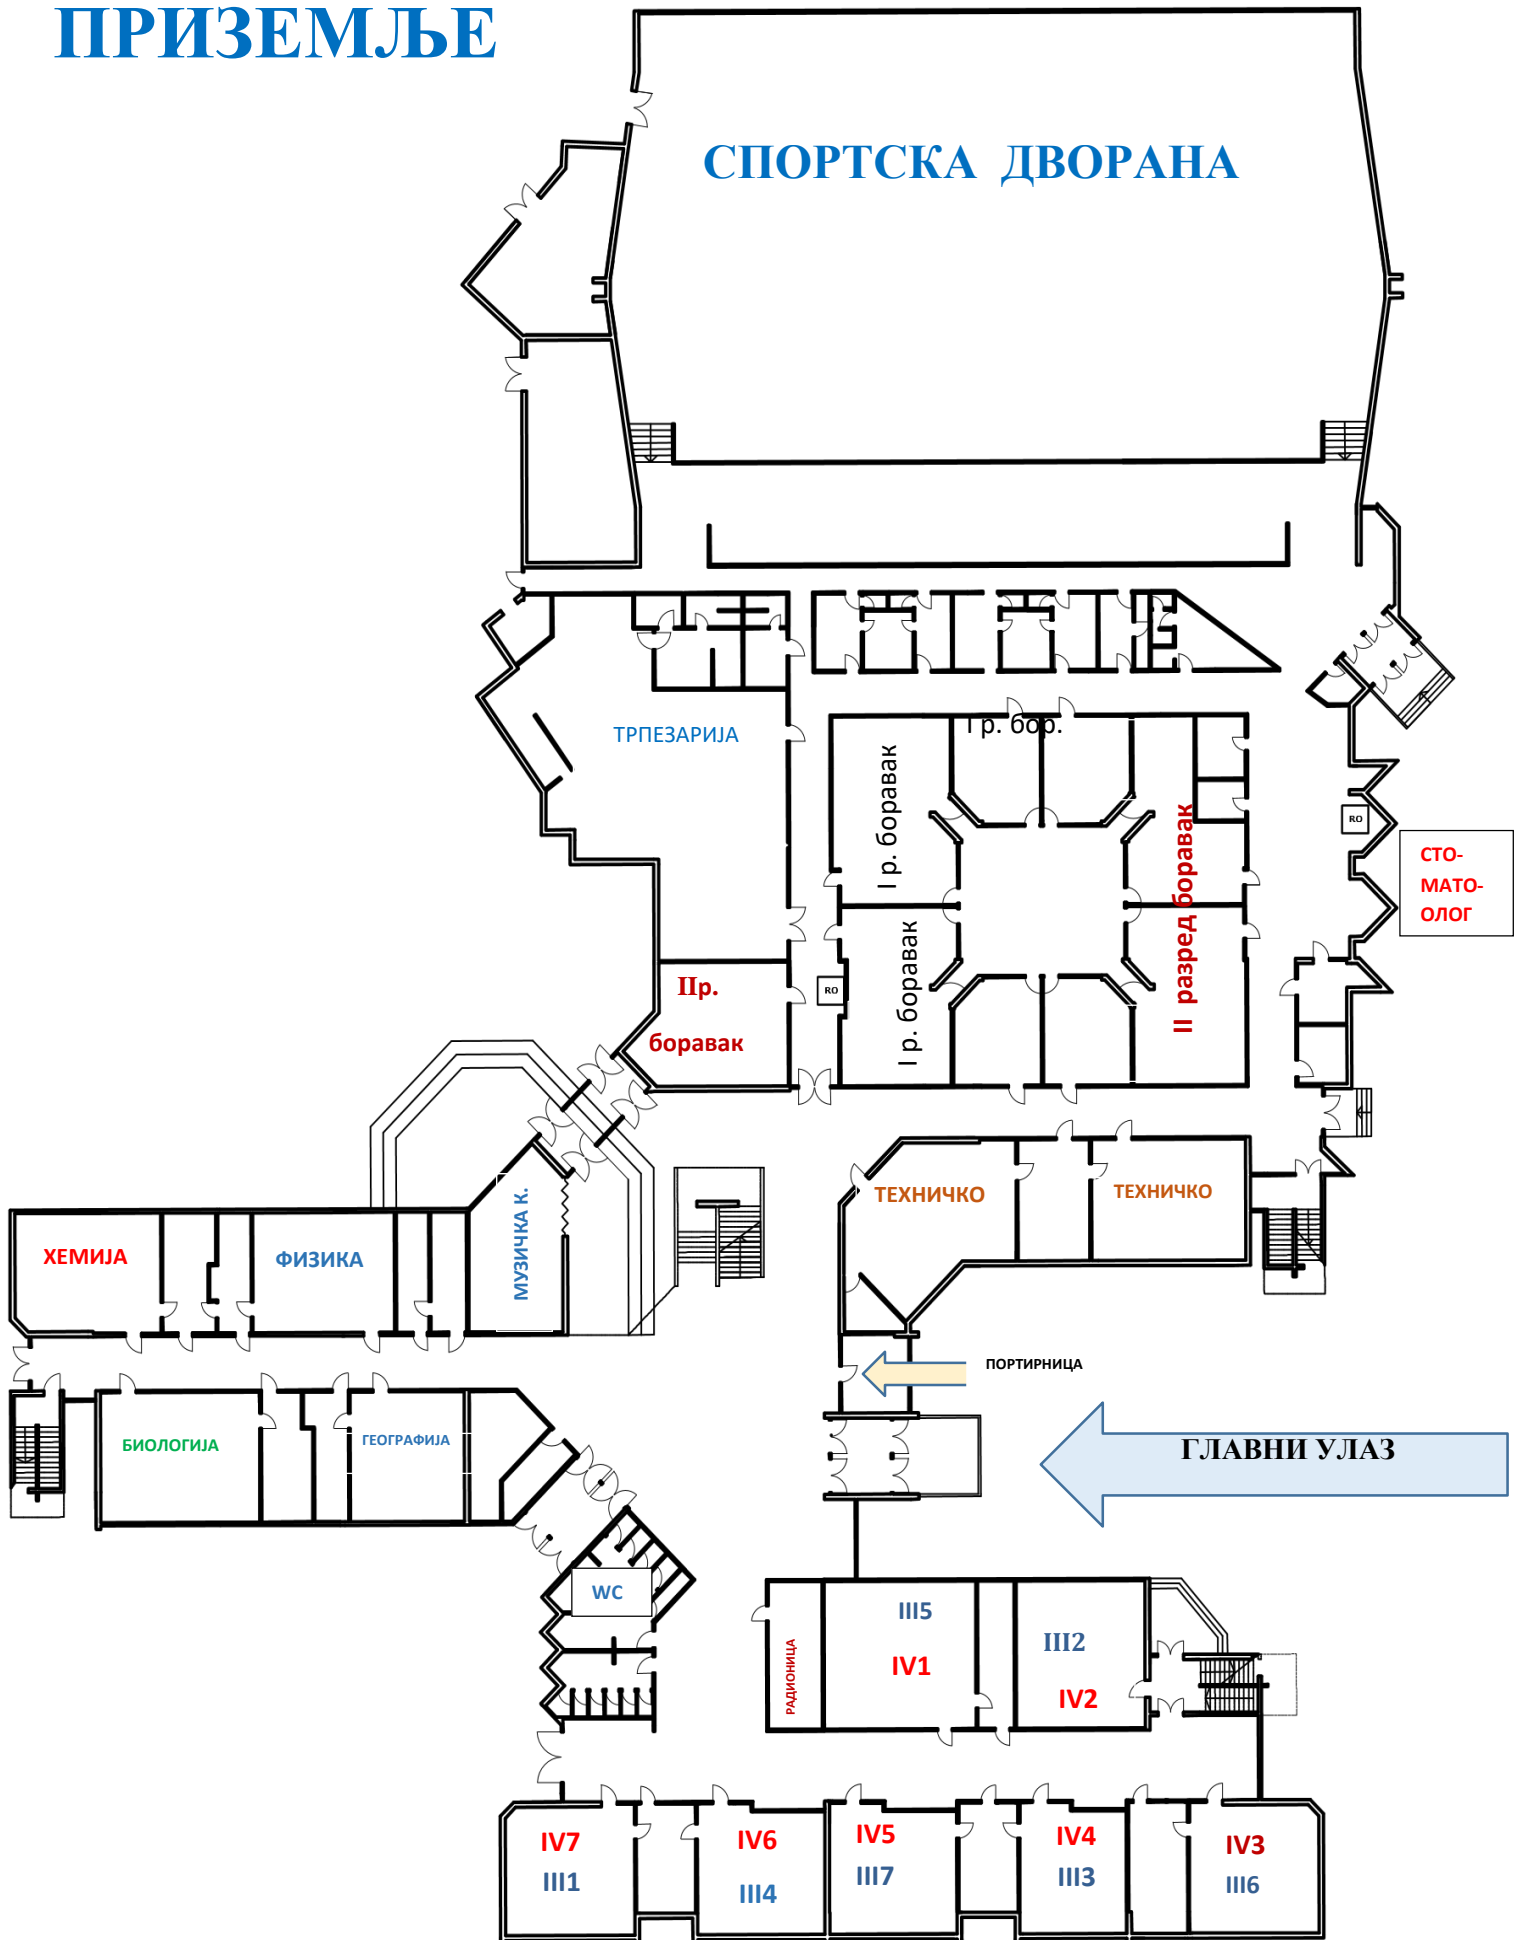 ПРИЗЕМЉЕ
СПОРТСКА ДВОРАНА
ТРПЕЗАРИЈА
I р. бор.
I р. боравак
II разред боравак
RO
СТО-
МАТО-
ОЛОГ
I р. боравак
IIр.
боравак
RO
ТЕХНИЧКО
ТЕХНИЧКО
ХЕМИЈА
ФИЗИКА
МУЗИЧКА К.
ПОРТИРНИЦА
БИОЛОГИЈА
ГЕОГРАФИЈА
ГЛАВНИ УЛАЗ
WC
РАДИОНИЦА
III5
IV1
III2
IV2
IV7
III1
IV6
III4
IV5
III7
IV4
III3
IV3
III6